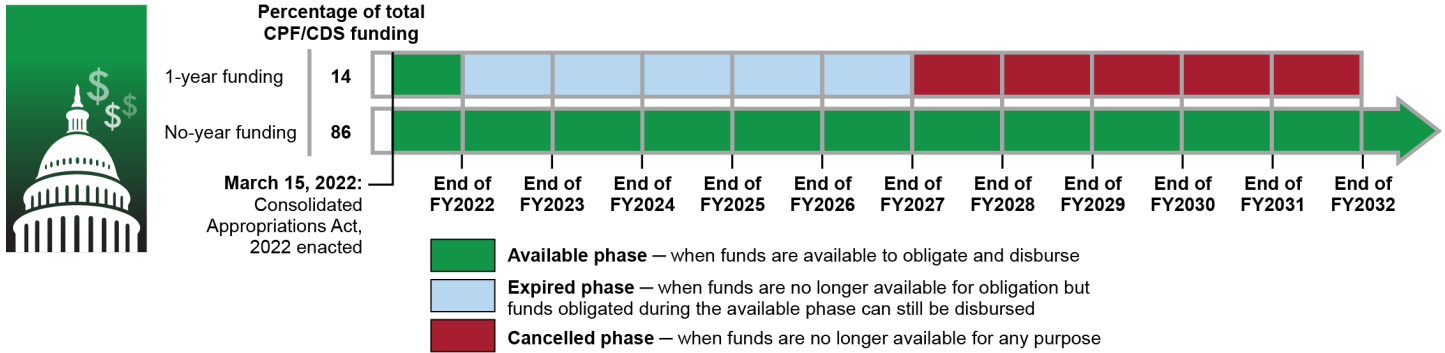 Percentage of total
CPF/CDS funding
1-year funding 14
No-year funding 86
$
$
$
March 15, 2022:
Consolidated
Appropriations Act,
2022 enacted
End of
FY2022
End of
FY2023
End of
FY2024
End of
FY2025
End of
FY2026
End of
FY2027
End of
FY2028
End of
FY2029
End of
FY2030
End of
FY2031
End of
FY2032
Available phase — when funds are available to obligate and disburse
Expired phase — when funds are no longer available for obligation but
funds obligated during the available phase can still be disbursed
Cancelled phase — when funds are no longer available for any purpose